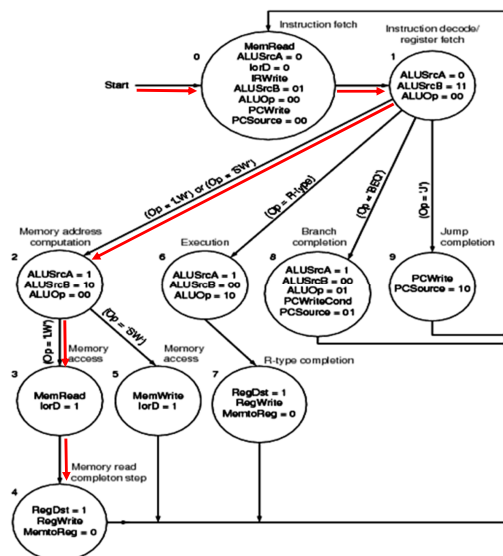 Instruction fetch
0
MemRead
ALUSrcA = 0
IorD = 0
IRWrite
ALUSrcB = 01
ALUOp = 00
PCWrite
PCSource = 00
Start
Instruction decode/
register fetch
1
ALUSrcA = 0
ALUSrcB = 11
ALUOp = 00
(Op = 'LW') or (Op = 'SW')
(Op = R-type)
(Op = 'BEQ')
(Op = 'J')
Memory address
computation
2
ALUSrcA = 1
ALUSrcB = 10
ALUOp = 00
Execution
6
ALUSrcA = 1
ALUSrcB = 00
ALUOp = 10
Branch
completion
8
ALUSrcA = 1
ALUSrcB = 00
ALUOp = 01
PCWriteCond
PCSource = 01
Jump
completion
9
PCWrite
PCSource = 10
(Op = 'LW')
(Op = 'SW')
Memory
access
3
MemRead
IorD = 1
Memory
access
5
MemWrite
IorD = 1
R-type completion
7
RegDst = 1
RegWrite
MemtoReg = 0
Memory read
completon step
4
RegDst = 1
RegWrite
MemtoReg = 0